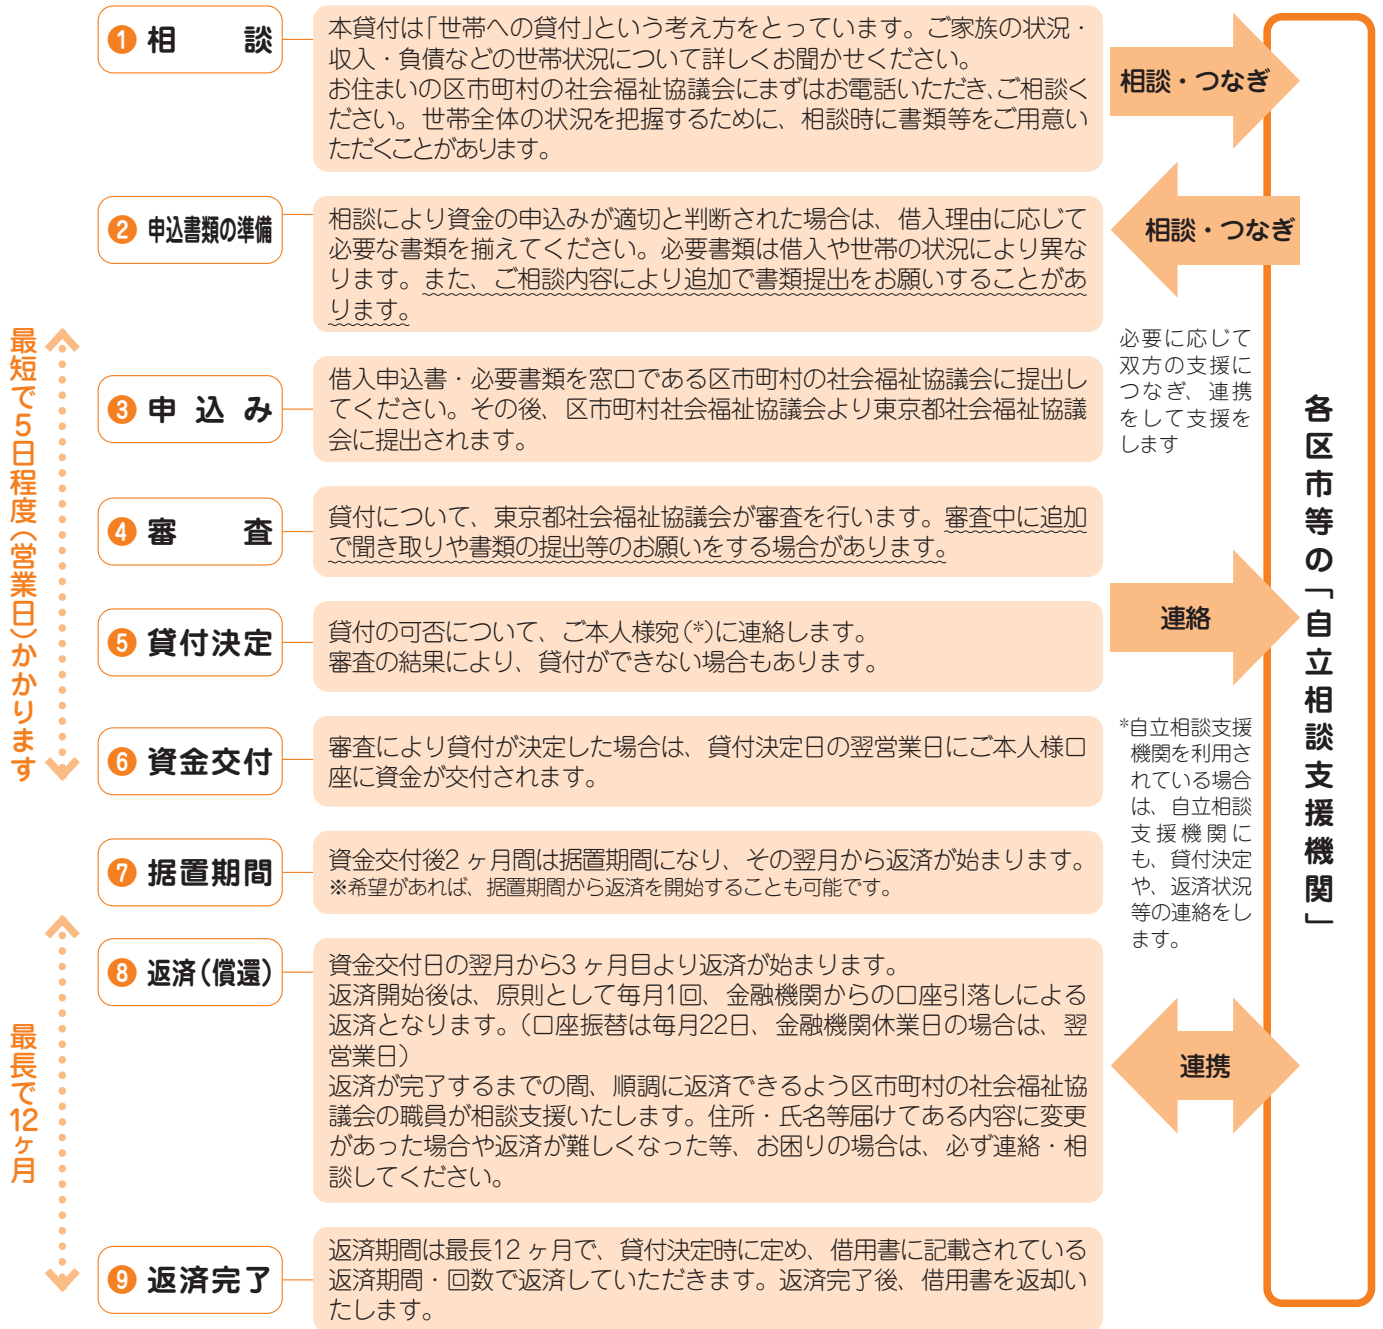 ❶ 相　談
本貸付は「世帯への貸付」という考え方をとっています。ご家族の状況・
収入・負債などの世帯状況について詳しくお聞かせください。
お住まいの区市町村の社会福祉協議会にまずはお電話いただき、ご相談く
ださい。世帯全体の状況を把握するために、相談時に書類等をご用意い
ただくことがあります。
相談・つなぎ
❷ 申込書類の準備
相談により資金の申込みが適切と判断された場合は、借入理由に応じて
必要な書類を揃えてください。必要書類は借入や世帯の状況により異な
ります。また、ご相談内容により追加で書類提出をお願いすることがあ
ります。
相談・つなぎ
必要に応じて
双方の支援に
つなぎ、連携
をして支援を
します
最短で5日程度(営業日)かかります
❸ 申込み
借入申込書・必要書類を窓口である区市町村の社会福祉協議会に提出し
てください。その後、区市町村社会福祉協議会より東京都社会福祉協議
会に提出されます。
❹ 審　査
貸付について、東京都社会福祉協議会が審査を行います。審査中に追加
で聞き取りや書類の提出等のお願いをする場合があります。
❺ 貸付決定
貸付の可否について、ご本人様宛(*)に連絡します。
審査の結果により、貸付ができない場合もあります。
連絡
❻ 資金交付
審査により貸付が決定した場合は、貸付決定日の翌営業日にご本人様口
座に資金が交付されます。
*自立相談支援
機関を利用さ
れている場合
は、自立相談
支援機関に
も、貸付決定
や、返済状況
等の連絡をし
ます。
❼ 据置期間
資金交付後2ヶ月間は据置期間になり、その翌月から返済が始まります。
※希望があれば、据置期間から返済を開始することも可能です。
最長で12ヶ月
❽ 返済(償還)
資金交付日の翌月から3ヶ月目より返済が始まります。
返済開始後は、原則として毎月1回、金融機関からの口座引落しによる
返済となります。(口座振替は毎月22日、金融機関休業日の場合は、翌
営業日)
返済が完了するまでの間、順調に返済できるよう区市町村の社会福祉協
議会の職員が相談支援いたします。住所・氏名等届けてある内容に変更
があった場合や返済が難しくなった等、お困りの場合は、必ず連絡・相
談してください。
連携
❾ 返済完了
返済期間は最長12ヶ月で、貸付決定時に定め、借用書に記載されている
返済期間・回数で返済していただきます。返済完了後、借用書を返却い
たします。
各区市等の「自立相談支援機関」